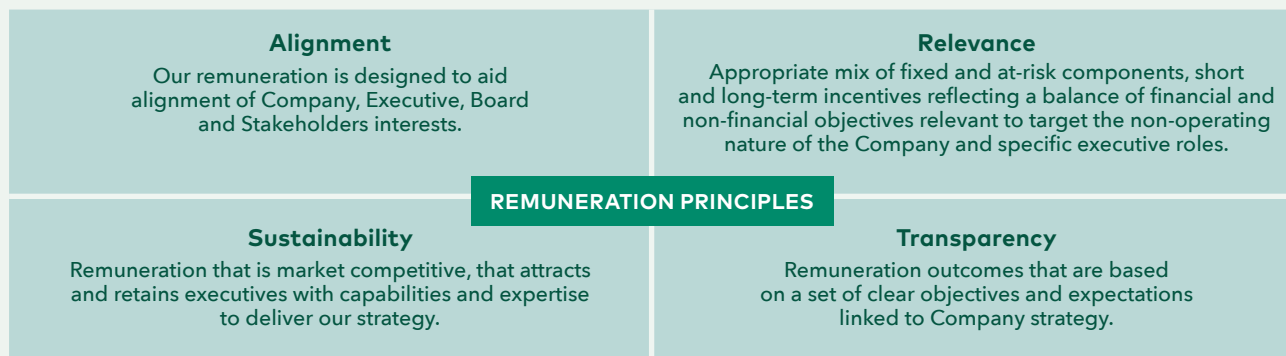 Alignment
Our remuneration is designed to aid
alignment of Company, Executive, Board
and Stakeholders interests.
Relevance
Appropriate mix of fixed and at-risk components, short
and long-term incentives reflecting a balance of financial and
non-financial objectives relevant to target the non-operating
nature of the Company and specific executive roles.
REMUNERATION PRINCIPLES
Sustainability
Remuneration that is market competitive, that attracts
and retains executives with capabilities and expertise
to deliver our strategy.
Transparency
Remuneration outcomes that are based
on a set of clear objectives and expectations
linked to Company strategy.